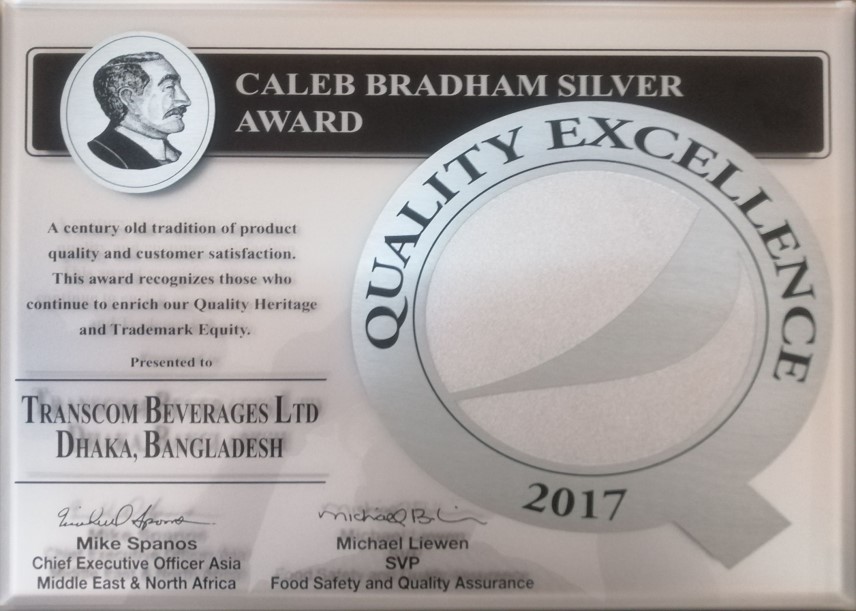 CALEB BRADHAM SILVER
AWARD
QUALITY EXCELLENCE
2017
A century old tradition of product
quality and customer satisfaction.
This award recognizes those who
continue to enrich our Quality Heritage
and Trademark Equity.
Presented to
TRANSCOM BEVERAGES LTD
DHAKA, BANGLADESH
Mike Spanos
Chief Executive Officer Asia
Middle East & North Africa
Michael Liewen
SVP
Food Safety and Quality Assurance